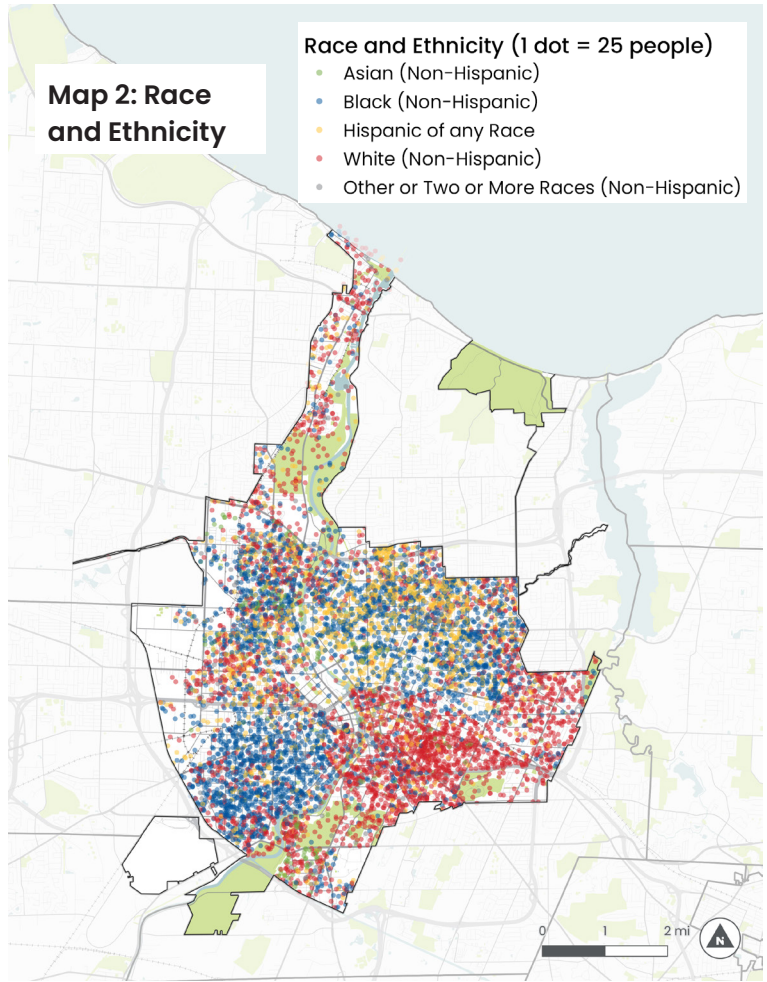 Race and Ethnicity (1 dot = 25 people)
Asian (Non-Hispanic)
Black (Non-Hispanic)
Hispanic of any Race
White (Non-Hispanic)
Other or Two or More Races (Non-Hispanic)
Map 2: Race
and Ethnicity
0 1 2 mi
N